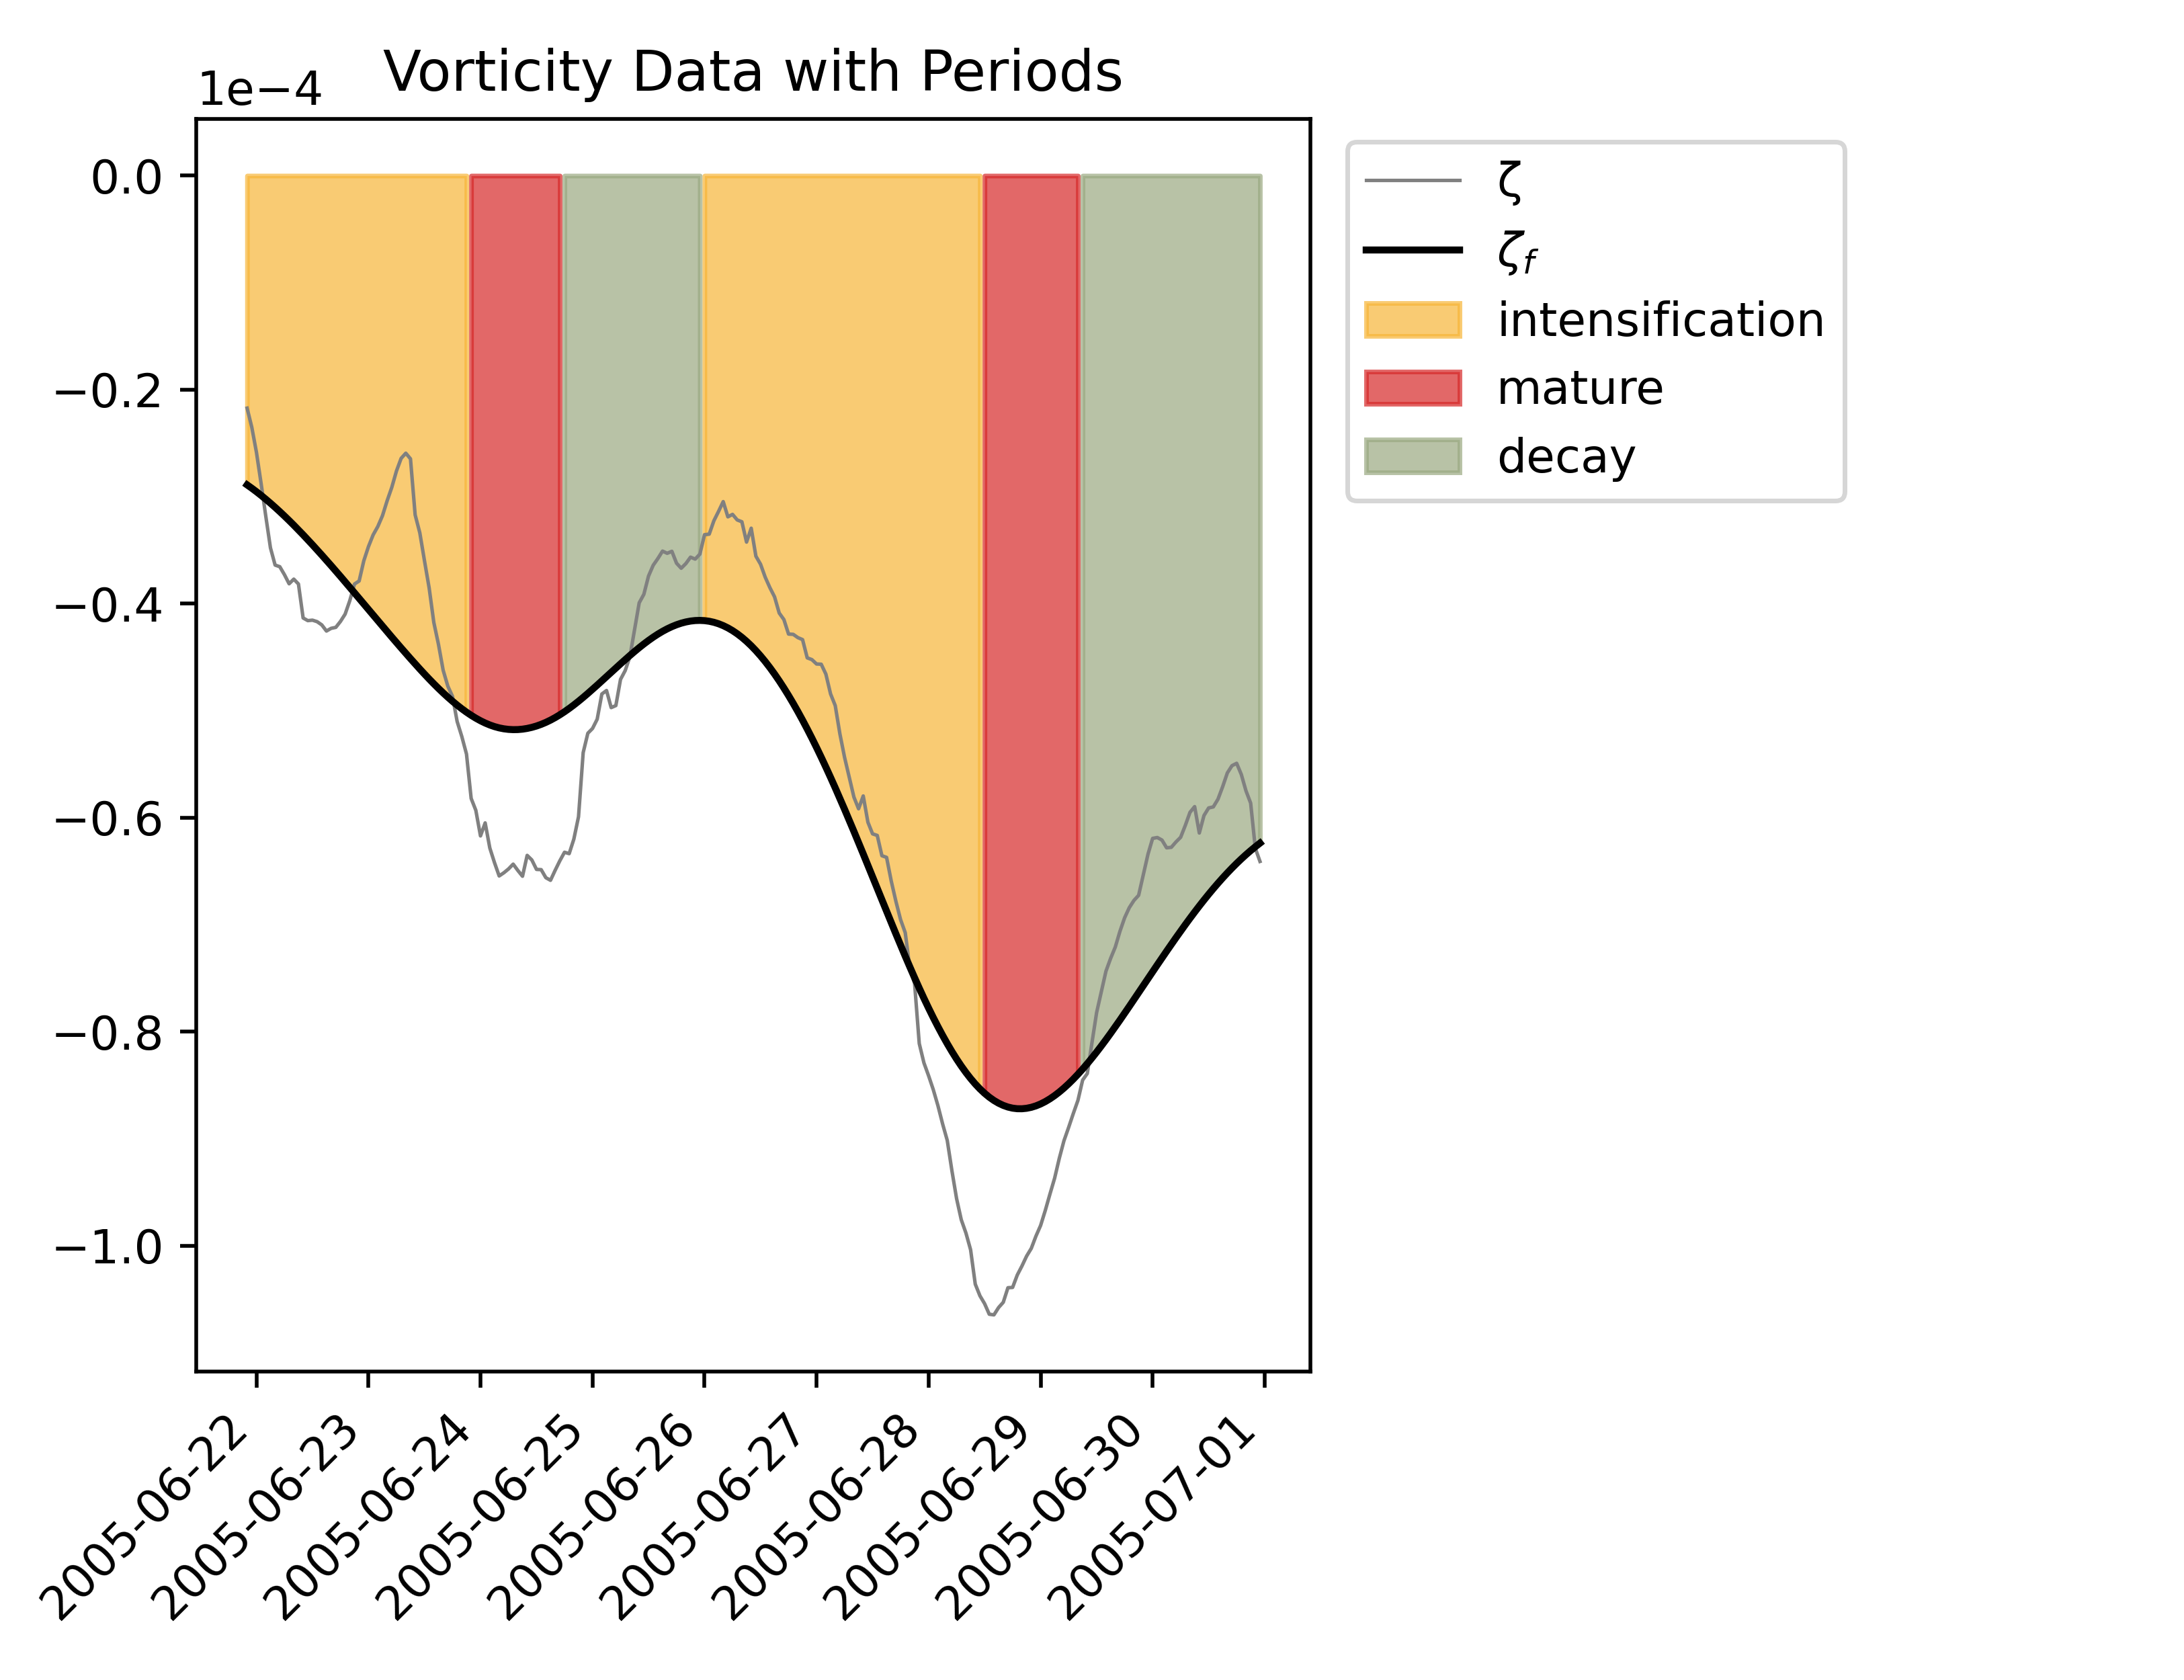 Vorticity Data with Periods
1e−4
0.0
−0.2
−0.4
−0.6
−0.8
−1.0
2005-06-22
2005-06-23
2005-06-24
2005-06-25
2005-06-26
2005-06-27
2005-06-28
2005-06-29
2005-06-30
2005-07-01
ζ
ζf
intensification
mature
decay